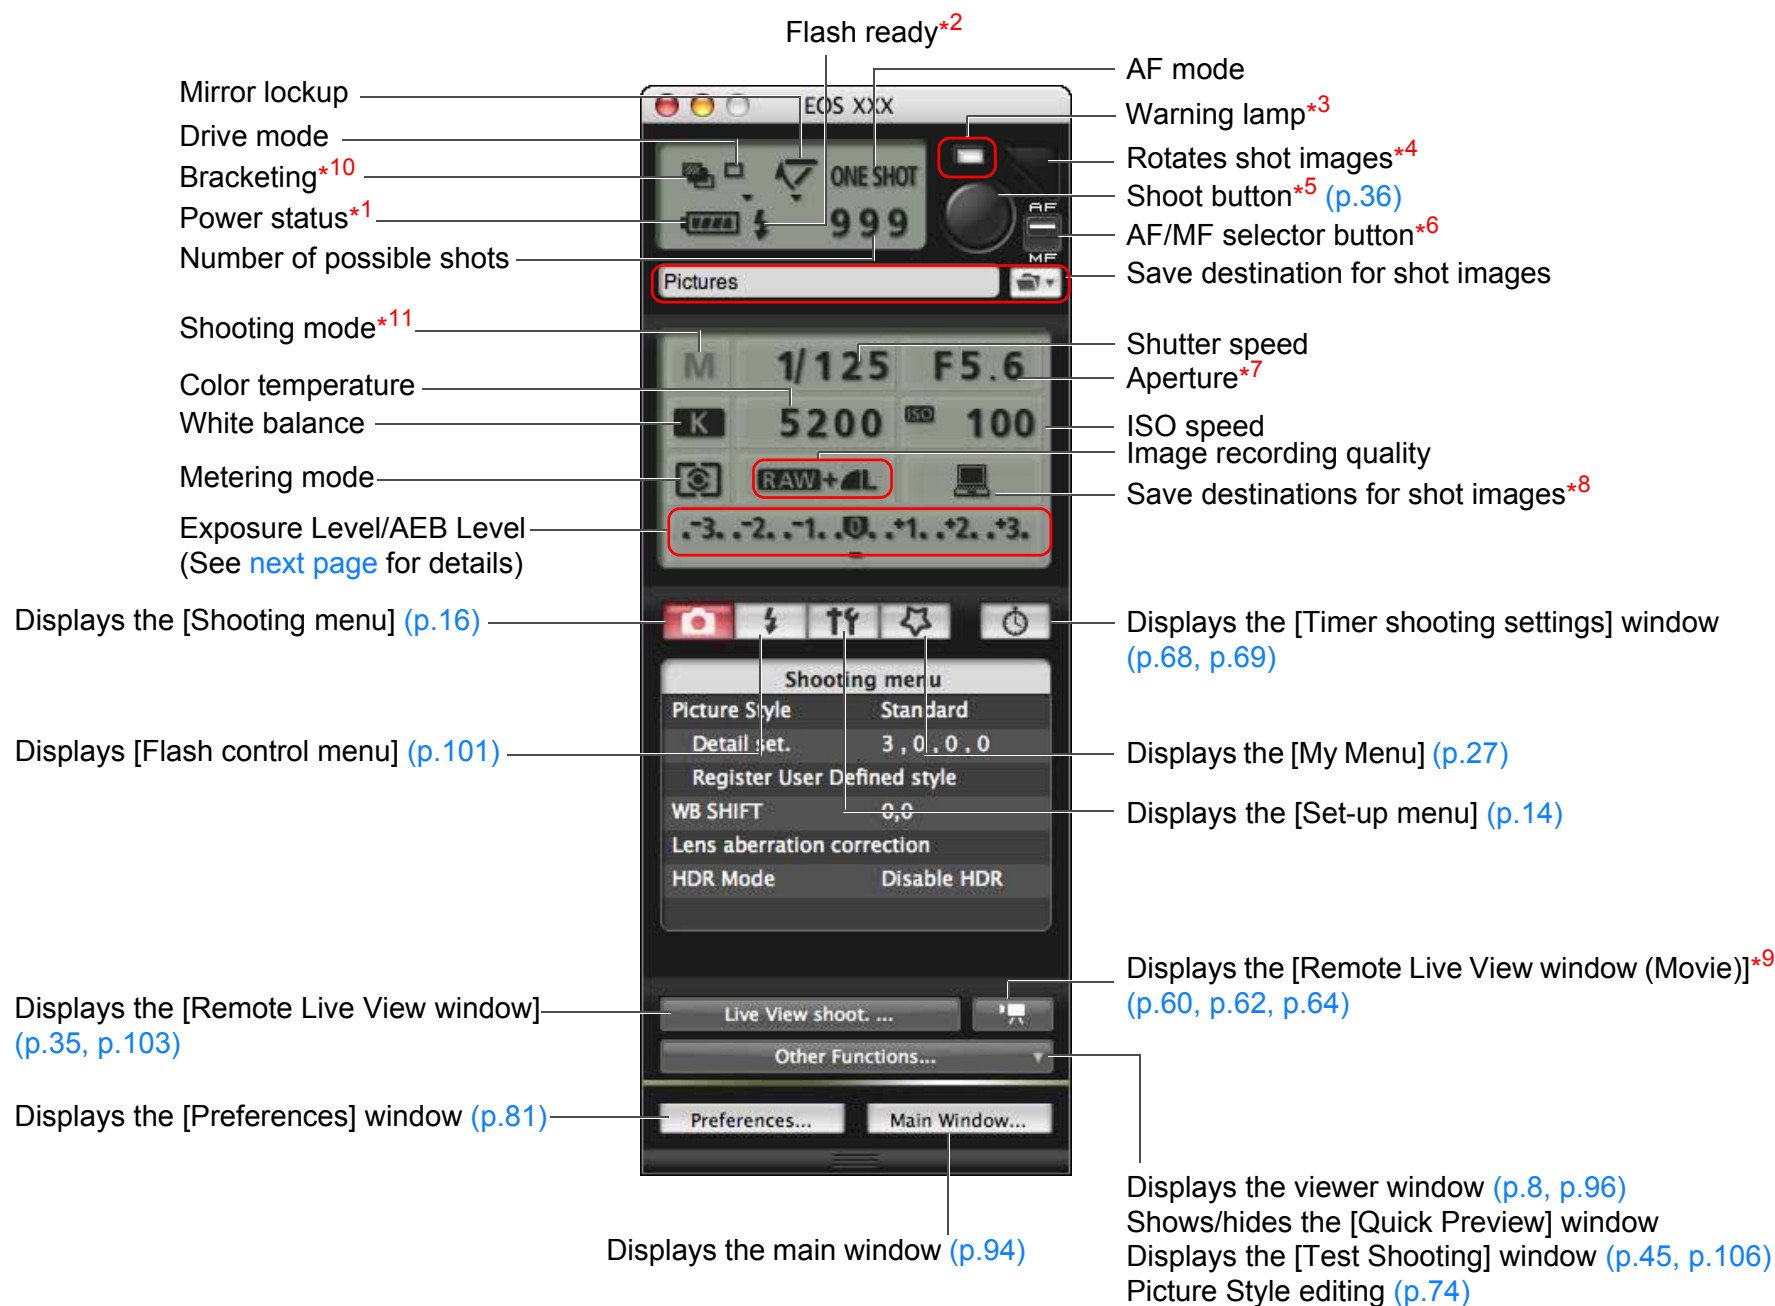 Flash ready*2
Mirror lockup
Drive mode
Bracketing*10
Power status*1
Number of possible shots
Shooting mode*11
Color temperature
White balance
Metering mode
Exposure Level/AEB Level
(See next page for details)
Displays the [Shooting menu] (p.16)
Displays [Flash control menu] (p.101)
Displays the [Remote Live View window]
(p.35, p.103)
Displays the [Preferences] window (p.81)
EOS XXX
ONE SHOT
999
AF
MF
Pictures
M 1/125 F5.6
K 5200 ISO 100
RAW+L
-3..-2..-1..0..+1..+2..+3.
Shooting menu
Picture Style Standard
Detail set. 3 , 0 , 0 , 0
Register User Defined style
WB SHIFT 0,0
Lens aberration correction
HDR Mode Disable HDR
Live View shoot. ...
Other Functions...
Preferences... Main Window...
Displays the main window (p.94)
AF mode
Warning lamp*3
Rotates shot images*4
Shoot button*5 (p.36)
AF/MF selector button*6
Save destination for shot images
Shutter speed
Aperture*7
ISO speed
Image recording quality
Save destinations for shot images*8
Displays the [Timer shooting settings] window
(p.68, p.69)
Displays the [My Menu] (p.27)
Displays the [Set-up menu] (p.14)
Displays the [Remote Live View window (Movie)]*9
(p.60, p.62, p.64)
Displays the viewer window (p.8, p.96)
Shows/hides the [Quick Preview] window
Displays the [Test Shooting] window (p.45, p.106)
Picture Style editing (p.74)